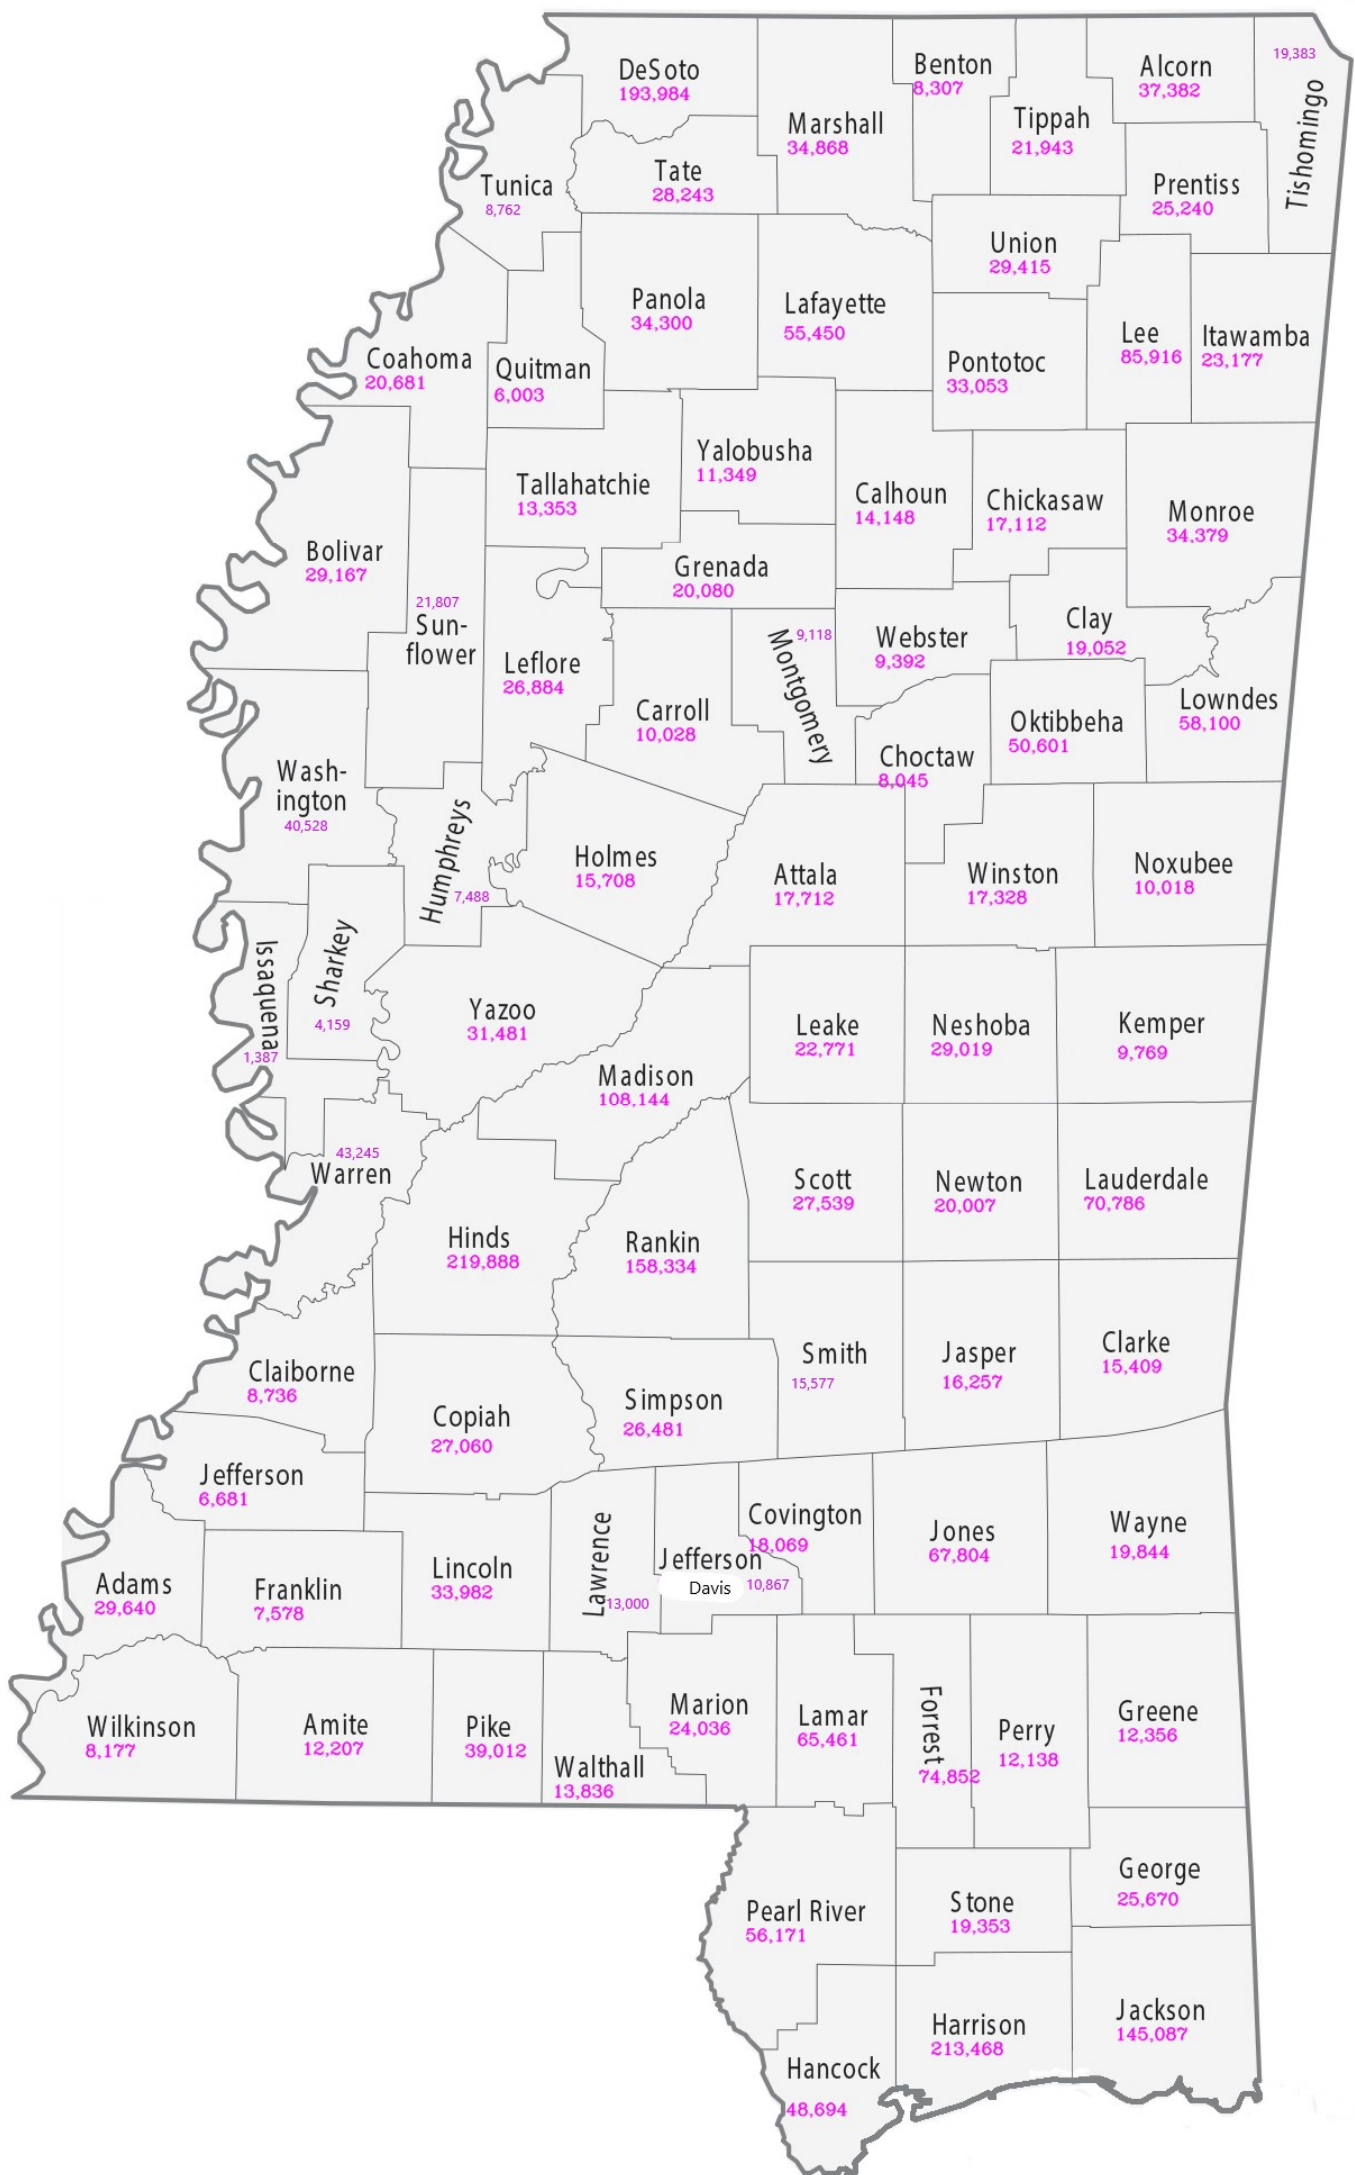 DeSoto
193,984
Marshall
34,868
Benton
8,307
Tippah
21,943
Alcorn
37,382
19,383
Tishomingo
Tunica
8,762
Tate
28,243
Prentiss
25,240
Union
29,415
Panola
34,300
Lafayette
55,450
Coahoma
20,681
Quitman
6,003
Pontotoc
33,053
Lee
85,916
Itawamba
23,177
Tallahatchie
13,353
Yalobusha
11,349
Calhoun
14,148
Chickasaw
17,112
Monroe
34,379
Bolivar
29,167
21,807
Sun-
flower
Grenada
20,080
Leflore
26,884
Carroll
10,028
Montgomery
9,118
Webster
9,392
Clay
19,052
Oktibbeha
50,601
Lowndes
58,100
Choctaw
8,045
Wash-
ington
40,528
Humphreys
7,488
Holmes
15,708
Attala
17,712
Winston
17,328
Noxubee
10,018
Issaquena
1,387
Sharkey
4,159
Yazoo
31,481
Madison
108,144
Leake
22,771
Neshoba
29,019
Kemper
9,769
43,245
Warren
Hinds
219,888
Rankin
158,334
Scott
27,539
Newton
20,007
Lauderdale
70,786
Claiborne
8,736
Copiah
27,060
Simpson
26,481
Smith
15,577
Jasper
16,257
Clarke
15,409
Jefferson
6,681
Adams
29,640
Franklin
7,578
Lincoln
33,982
Lawrence
13,000
Jefferson
Davis
10,867
Covington
18,069
Jones
67,804
Wayne
19,844
Wilkinson
8,177
Amite
12,207
Pike
39,012
Walthall
13,836
Marion
24,036
Lamar
65,461
Forrest
74,852
Perry
12,138
Greene
12,356
Pearl River
56,171
Stone
19,353
George
25,670
Hancock
48,694
Harrison
213,468
Jackson
145,087